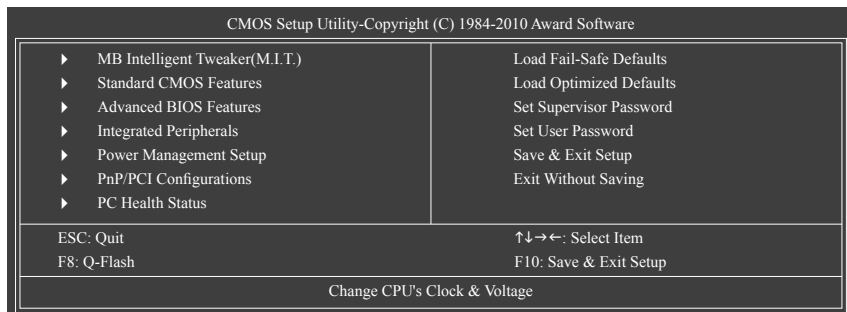 CMOS Setup Utility-Copyright (C) 1984-2010 Award Software
MB Intelligent Tweaker(M.I.T.)
Standard CMOS Features
Advanced BIOS Features
Integrated Peripherals
Power Management Setup
PnP/PCI Configurations
PC Health Status
Load Fail-Safe Defaults
Load Optimized Defaults
Set Supervisor Password
Set User Password
Save & Exit Setup
Exit Without Saving
ESC: Quit
F8: Q-Flash
↑↓→←: Select Item
F10: Save & Exit Setup
Change CPU's Clock & Voltage